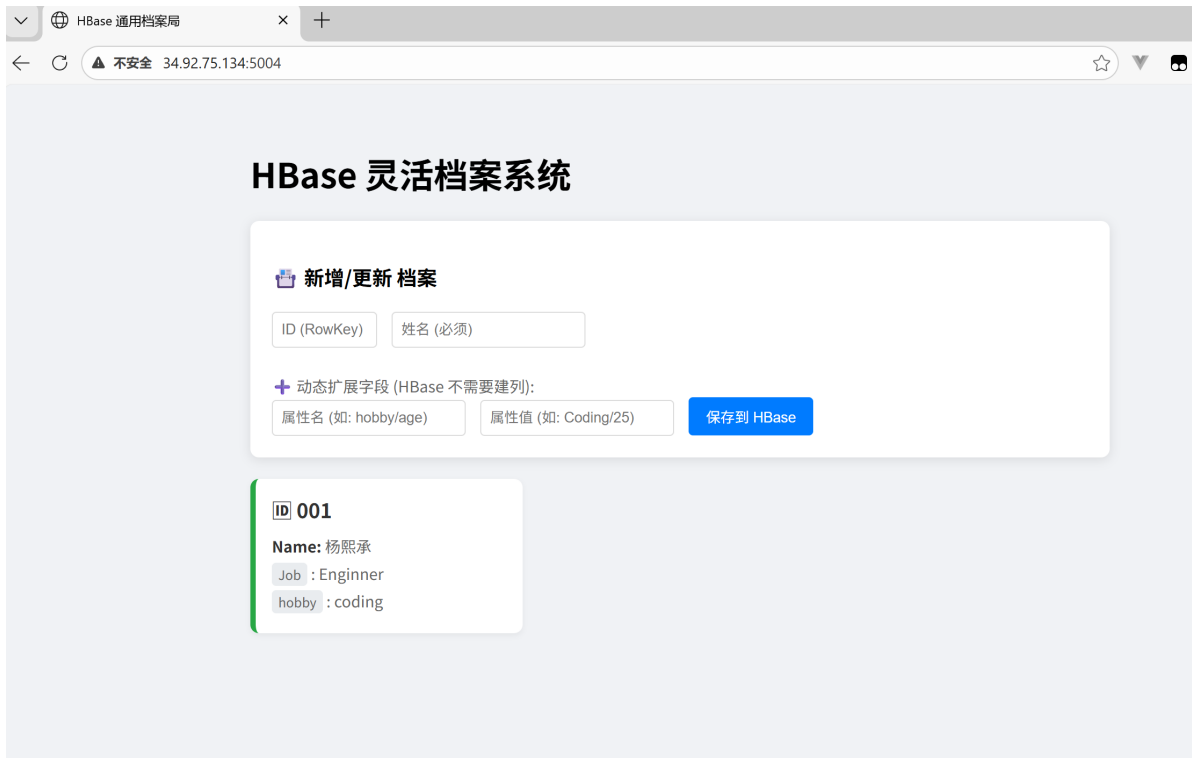 HBase 通用档案局
不安全 34.92.75.134:5004
HBase 灵活档案系统
新增/更新 档案
ID (RowKey) 姓名 (必须)
动态扩展字段 (HBase 不需要建列):
属性名 (如: hobby/age) 属性值 (如: Coding/25) 保存到 HBase
ID 001
Name: 杨熙承
Job : Enginner
hobby : coding